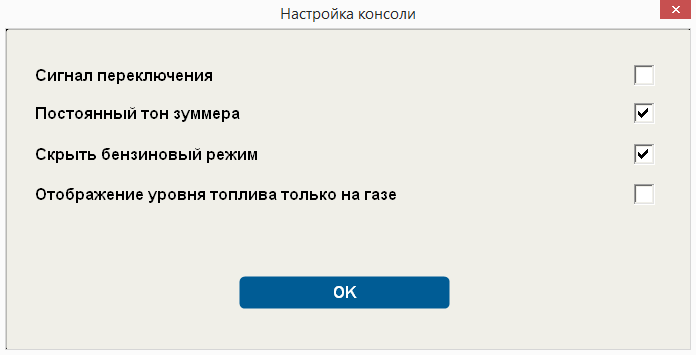 Настройка консоли
Сигнал переключения
Постоянный тон зуммера
Скрыть бензиновый режим
Отображение уровня топлива только на газе
OK